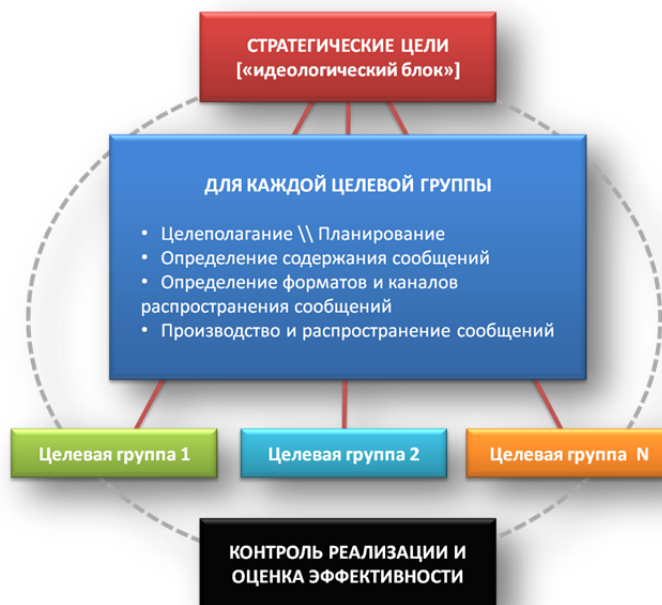 СТРАТЕГИЧЕСКИЕ ЦЕЛИ
[«идеологический блок»]
ДЛЯ КАЖДОЙ ЦЕЛЕВОЙ ГРУППЫ
• Целеполагание \\ Планирование
• Определение содержания сообщений
• Определение форматов и каналов
распространения сообщений
• Производство и распространение сообщений
Целевая группа 1
Целевая группа 2
Целевая группа N
КОНТРОЛЬ РЕАЛИЗАЦИИ И
ОЦЕНКА ЭФФЕКТИВНОСТИ